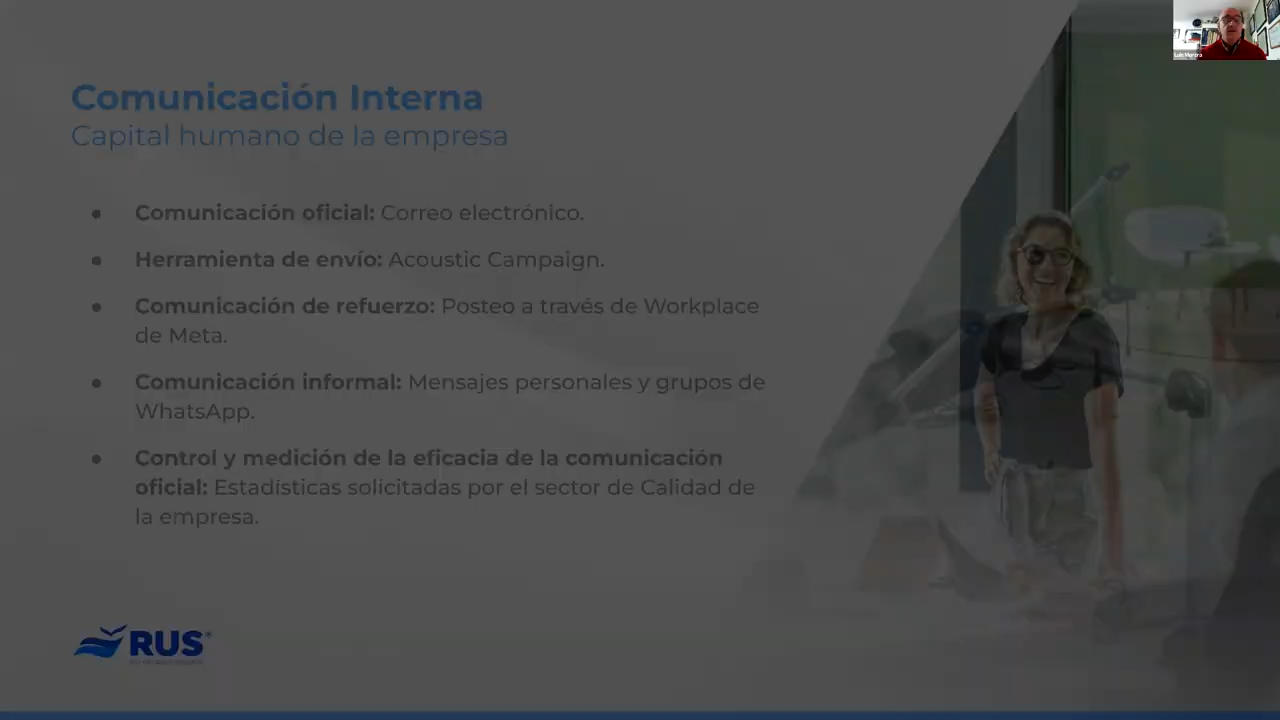 Comunicación Interna
Capital humano de la empresa
● Comunicación oficial: Correo electrónico.
● Herramienta de envío: Acoustic Campaign.
● Comunicación de refuerzo: Posteo a través de Workplace
de Meta.
● Comunicación informal: Mensajes personales y grupos de
WhatsApp.
● Control y medición de la eficacia de la comunicación
oficial: Estadísticas solicitadas por el sector de Calidad de
la empresa.
RUS